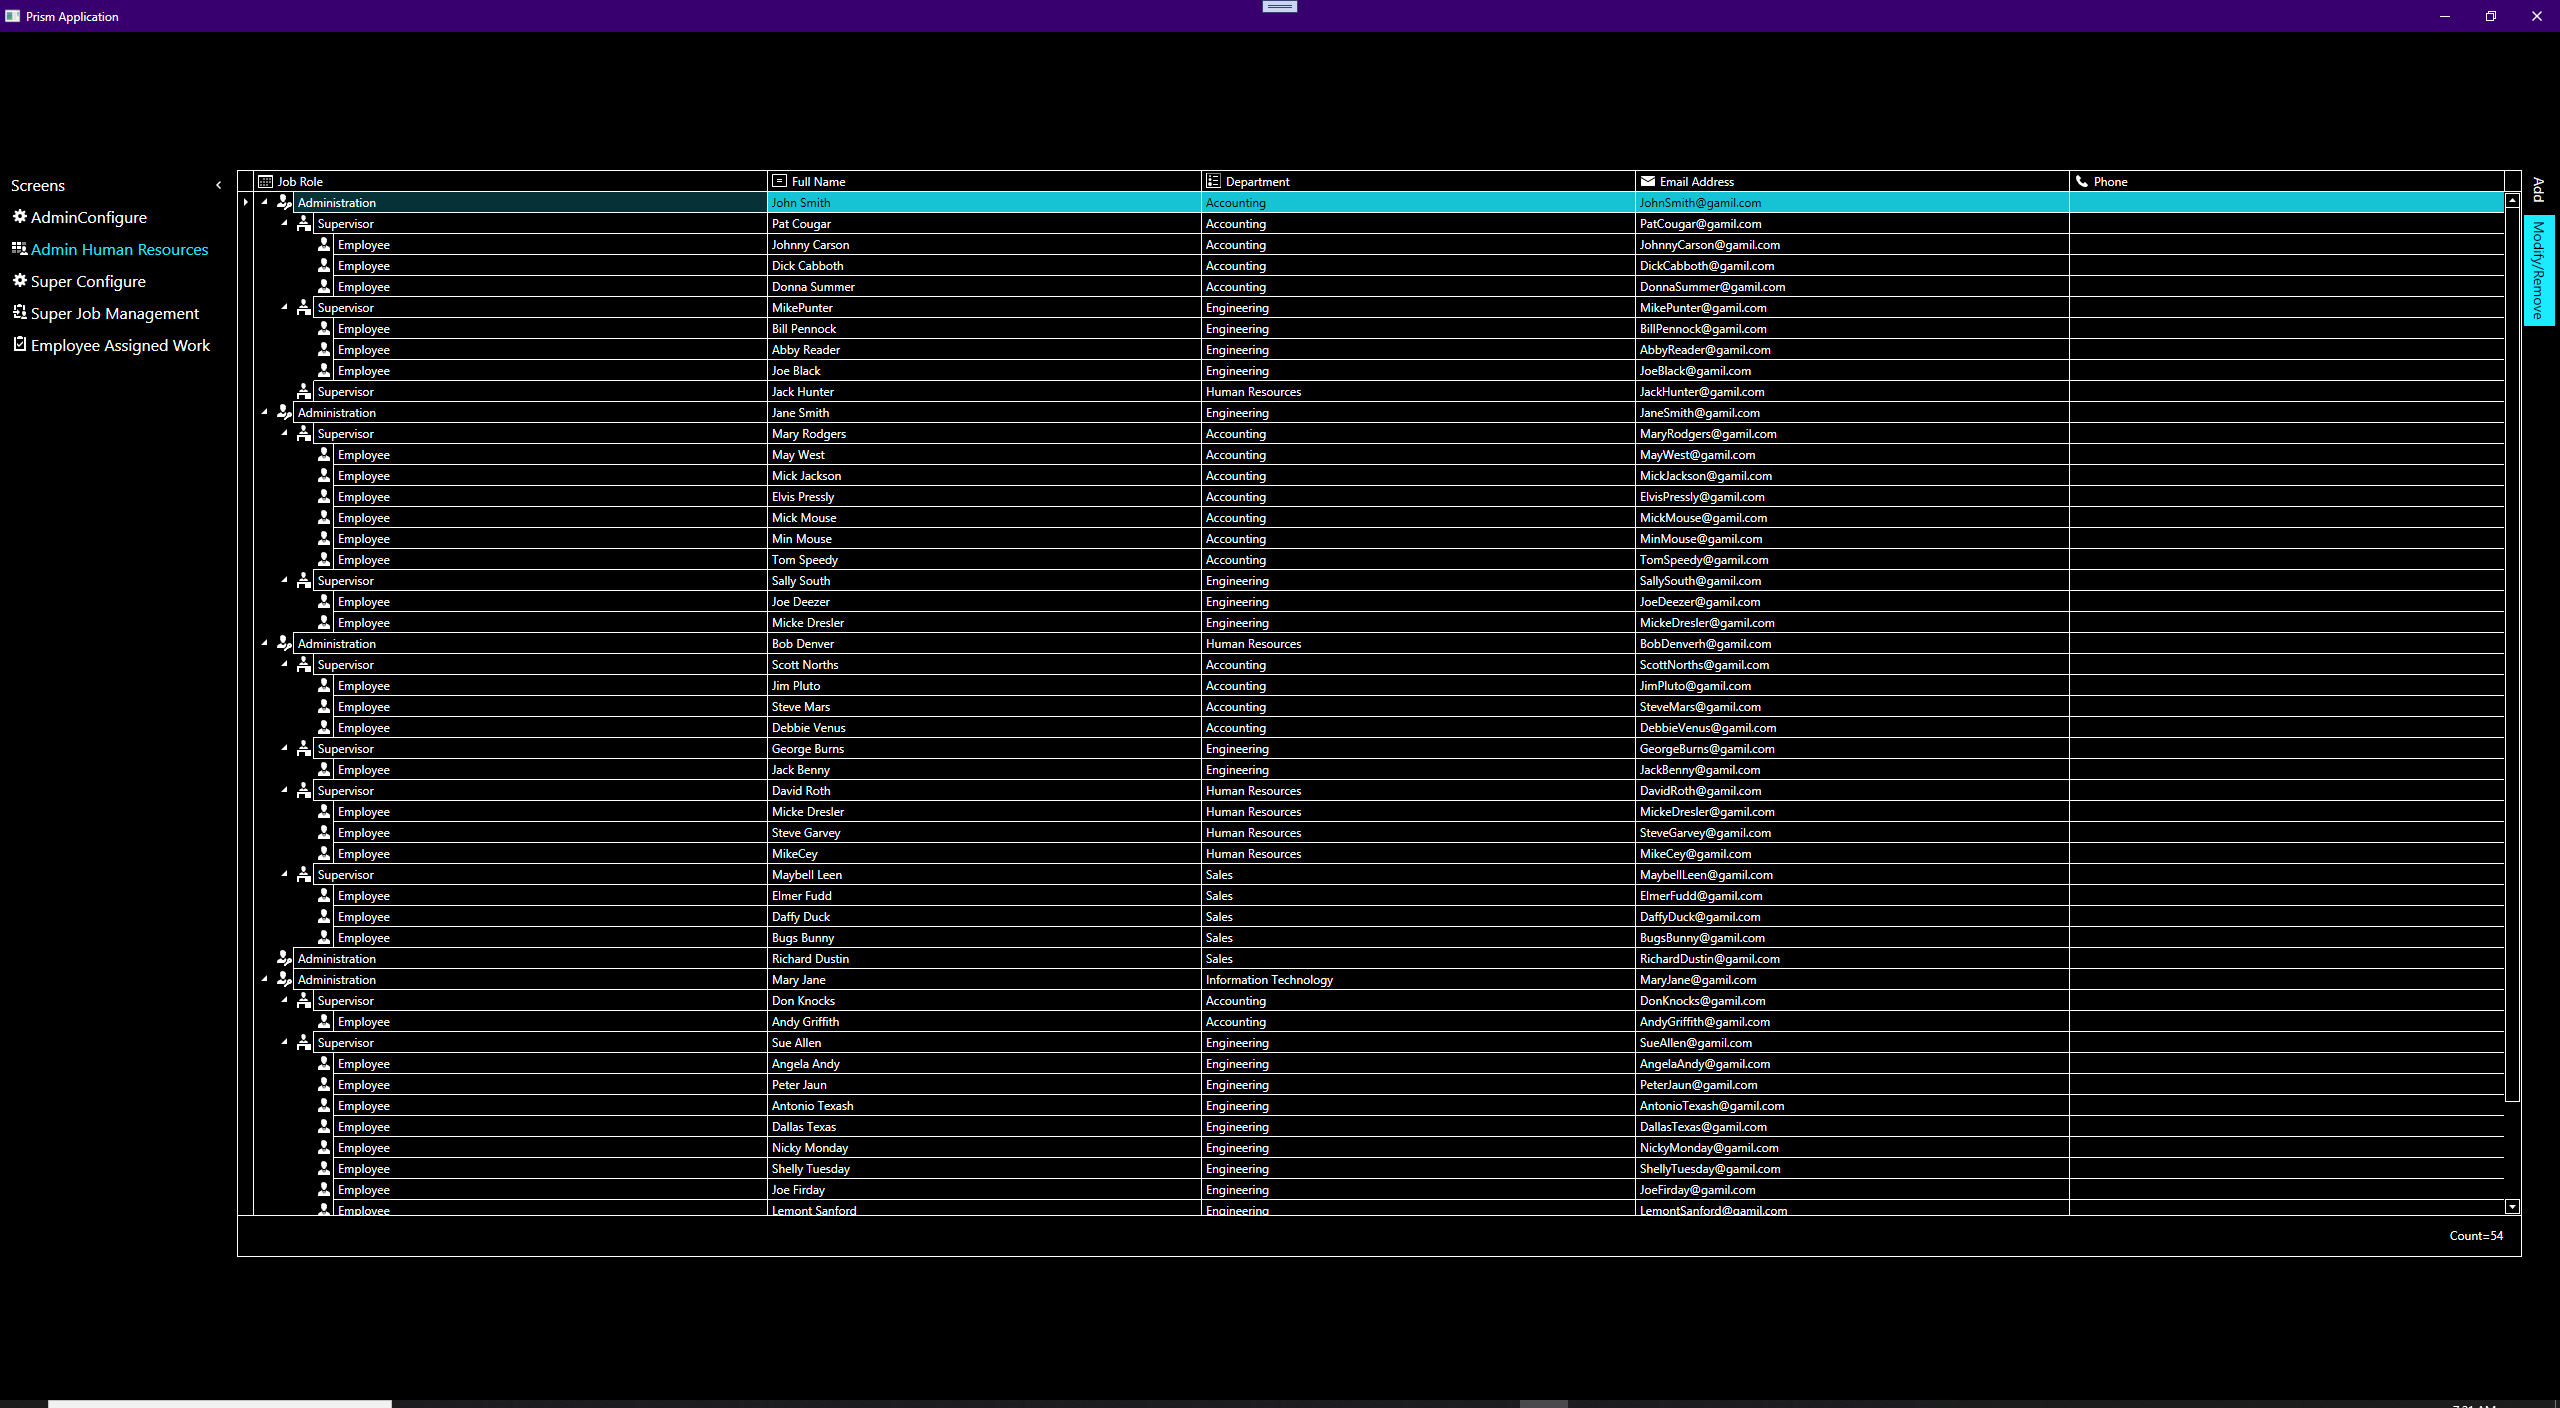 Prism Application
Screens
AdminConfigure
Admin Human Resources
Super Configure
Super Job Management
Employee Assigned Work
Job Role Full Name Department Email Address Phone
Administration John Smith Accounting JohnSmith@gamil.com
Supervisor Pat Cougar Accounting PatCougar@gamil.com
Employee Johnny Carson Accounting JohnnyCarson@gamil.com
Employee Dick Cabboth Accounting DickCabboth@gamil.com
Employee Donna Summer Accounting DonnaSummer@gamil.com
Supervisor MikePunter Engineering MikePunter@gamil.com
Employee Bill Pennock Engineering BillPennock@gamil.com
Employee Abby Reader Engineering AbbyReader@gamil.com
Employee Joe Black Engineering JoeBlack@gamil.com
Supervisor Jack Hunter Human Resources JackHunter@gamil.com
Administration Jane Smith Engineering JaneSmith@gamil.com
Supervisor Mary Rodgers Accounting MaryRodgers@gamil.com
Employee May West Accounting MayWest@gamil.com
Employee Mick Jackson Accounting MickJackson@gamil.com
Employee Elvis Pressly Accounting ElvisPressly@gamil.com
Employee Mick Mouse Accounting MickMouse@gamil.com
Employee Min Mouse Accounting MinMouse@gamil.com
Employee Tom Speedy Accounting TomSpeedy@gamil.com
Supervisor Sally South Engineering SallySouth@gamil.com
Employee Joe Deezer Engineering JoeDeezer@gamil.com
Employee Micke Dresler Engineering MickeDresler@gamil.com
Administration Bob Denver Human Resources BobDenverh@gamil.com
Supervisor Scott Norths Accounting ScottNorths@gamil.com
Employee Jim Pluto Accounting JimPluto@gamil.com
Employee Steve Mars Accounting SteveMars@gamil.com
Employee Debbie Venus Accounting DebbieVenus@gamil.com
Supervisor George Burns Engineering GeorgeBurns@gamil.com
Employee Jack Benny Engineering JackBenny@gamil.com
Supervisor David Roth Human Resources DavidRoth@gamil.com
Employee Micke Dresler Human Resources MickeDresler@gamil.com
Employee Steve Garvey Human Resources SteveGarvey@gamil.com
Employee MikeCey Human Resources MikeCey@gamil.com
Supervisor Maybell Leen Sales MaybellLeen@gamil.com
Employee Elmer Fudd Sales ElmerFudd@gamil.com
Employee Daffy Duck Sales DaffyDuck@gamil.com
Employee Bugs Bunny Sales BugsBunny@gamil.com
Administration Richard Dustin Sales RichardDustin@gamil.com
Administration Mary Jane Information Technology MaryJane@gamil.com
Supervisor Don Knocks Accounting DonKnocks@gamil.com
Employee Andy Griffith Accounting AndyGriffith@gamil.com
Supervisor Sue Allen Engineering SueAllen@gamil.com
Employee Angela Andy Engineering AngelaAndy@gamil.com
Employee Peter Jaun Engineering PeterJaun@gamil.com
Employee Antonio Texash Engineering AntonioTexash@gamil.com
Employee Dallas Texas Engineering DallasTexas@gamil.com
Employee Nicky Monday Engineering NickyMonday@gamil.com
Employee Shelly Tuesday Engineering ShellyTuesday@gamil.com
Employee Joe Firday Engineering JoeFirday@gamil.com
Employee Lemont Sanford Engineering LemontSanford@gamil.com
Count=54
Add
Modify/Remove